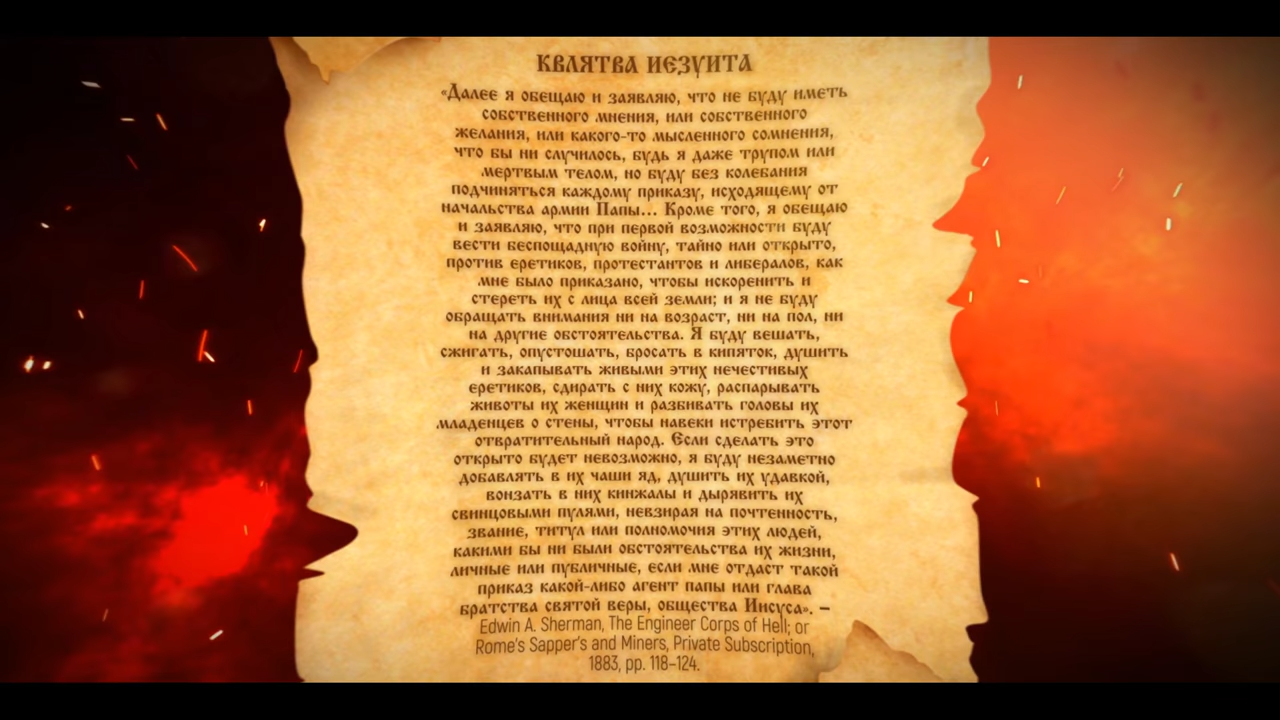 КВЛЯТВА ИЕЗУИТА
«Далее я обещаю и заявляю, что не буду иметь
собственного мнения, или собственного
желания, или какого-то мысленного сомнения,
что бы ни случилось, будь я даже трупом или
мертвым телом, но буду без колебания
подчиняться каждому приказу, исходящему от
начальства армии Папы... Кроме того, я обещаю
и заявляю, что при первой возможности буду
вести беспощадную войну, тайно или открыто,
против еретиков, протестантов и либералов, как
мне было приказано, чтобы искоренить и
стереть их с лица всей земли; и я не буду
обращать внимания ни на возраст, ни на пол, ни
на другие обстоятельства. Я буду вешать,
сжигать, опустошать, бросать в кипяток, душить
и закапывать живыми этих нечестивых
еретиков, сдирать с них кожу, распарывать
животы их женщин и разбивать головы их
младенцев о стены, чтобы навеки истребить этот
отвратительный народ. Если сделать это
открыто будет невозможно, я буду незаметно
добавлять в их чаши яд, душить их удавкой,
вонзать в них кинжалы и дырявить их
свинцовыми пулями, невзирая на почтенность,
звание, титул или полномочия этих людей,
какими бы ни были обстоятельства их жизни,
личные или публичные, если мне отдаст такой
приказ какой-либо агент папы или глава
братства святой веры, общества Иисуса». –
Edwin A. Sherman, The Engineer Corps of Hell; or
Rome's Sapper's and Miners, Private Subscription,
1883, pp. 118–124.